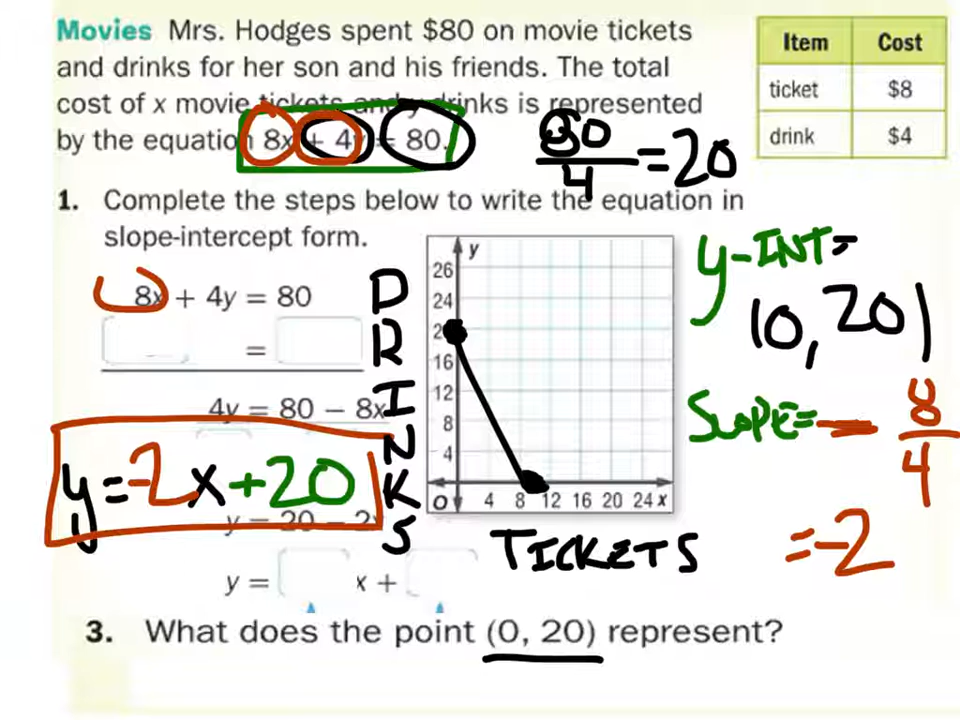 Movies Mrs. Hodges spent $80 on movie tickets
and drinks for her son and his friends. The total
cost of x movie tickets and y drinks is represented
by the equation 8x + 4y = 80.
Item Cost
ticket $8
drink $4
80/4 = 20
1. Complete the steps below to write the equation in
slope-intercept form.
8x + 4y = 80
=
4y = 80 − 8x
y = 20 − 2x
y = x +
y = -2x + 20
DRINKS
y
26
24
20
16
12
8
4
O 4 8 12 16 20 24 x
TICKETS
y-INT =
(0, 20)
SLOPE = − 8/4
= -2
3. What does the point (0, 20) represent?